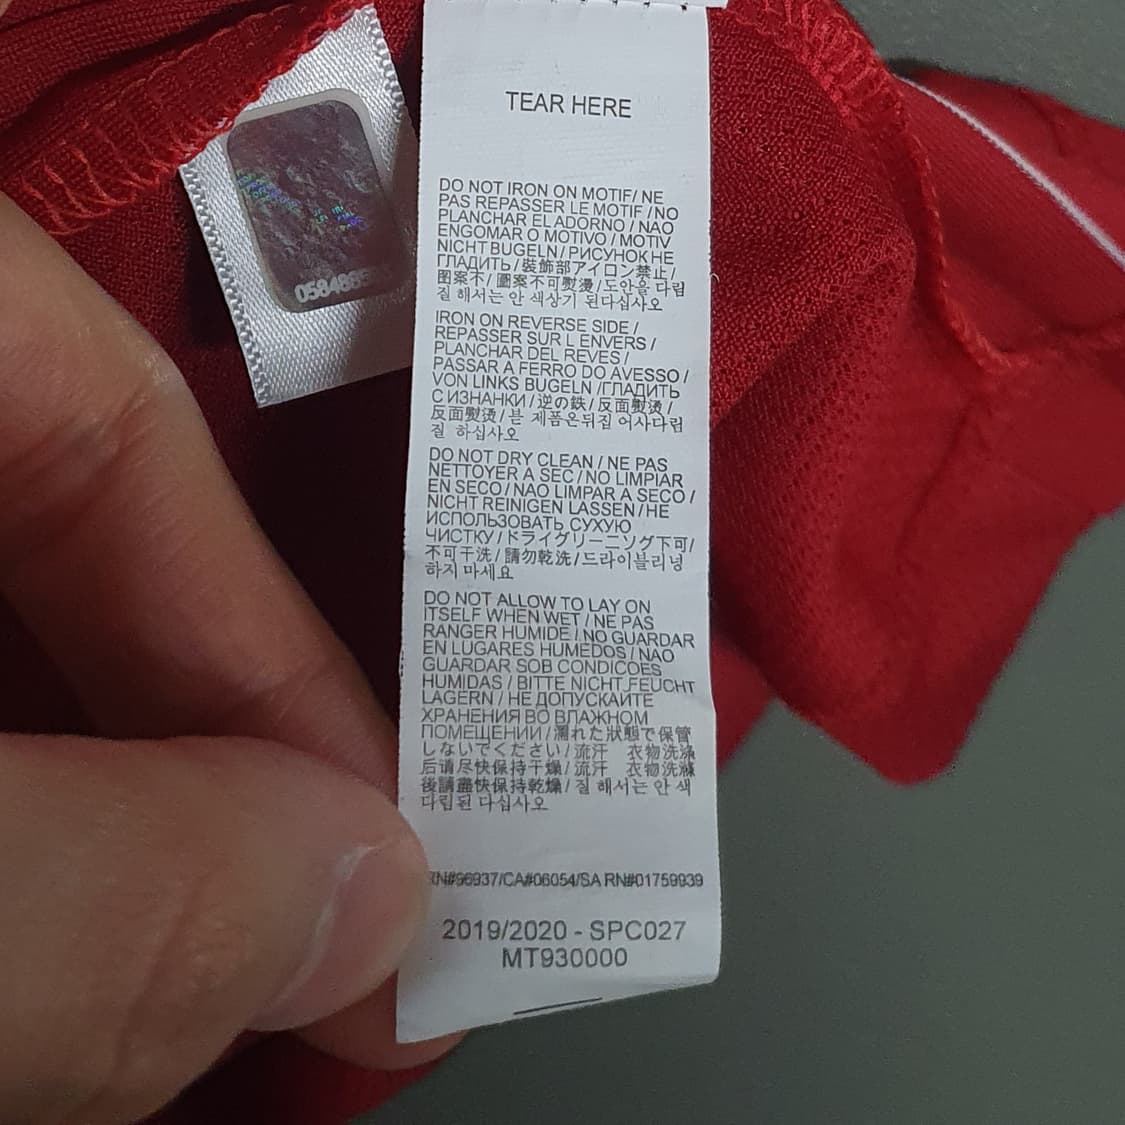 0584885
TEAR HERE
DO NOT IRON ON MOTIF/ NE
PAS REPASSER LE MOTIF / NO
PLANCHAR EL ADORNO / NAO
ENGOMAR O MOTIVO / MOTIV
NICHT BUGELN / РИСУНОК НЕ
ГЛАДИТЬ / 裝飾部アイロン禁止 /
图案不 / 圖案不可熨燙 / 도안을 다림
질 해서는 안 색상기 된다십사오
IRON ON REVERSE SIDE /
REPASSER SUR L ENVERS /
PLANCHAR DEL REVES /
PASSAR A FERRO DO AVESSO /
VON LINKS BUGELN /ГЛАДИТЬ
С ИЗНАНКИ / 逆の鉄 / 反面熨烫 /
反面熨燙 / 븓 제품은뒤집 어사다럼
질 하십사오
DO NOT DRY CLEAN / NE PAS
NETTOYER A SEC / NO LIMPIAR
EN SECO / NAO LIMPAR A SECO /
NICHT REINIGEN LASSEN / НЕ
ИСПОЛЬЗОВАТЬ СУХУЮ
ЧИСТКУ / ドライグリーニソグ下可 /
不可干洗 / 請勿乾洗 / 드라이블리넝
하지 마세요
DO NOT ALLOW TO LAY ON
ITSELF WHEN WET / NE PAS
RANGER HUMIDE / NO GUARDAR
EN LUGARES HUMEDOS / NAO
GUARDAR SOB CONDICOES
HUMIDAS / BITTE NICHT FEUCHT
LAGERN / НЕ ДОПУСКАЙТЕ
ХРАНЕНИЯ ВО ВЛАЖНОМ
ПОМЕЩЕНИИ / 濡れた狀態で保管
しないでください / 流汗 衣物洗涤
后请尽快保持干燥 / 流汗 衣物洗滌
後請盡快保持乾燥 / 질 해서는 안 색
다림된 다십사오
RN#96937/CA#06054/SA RN#01759939
2019/2020 - SPC027
MT930000